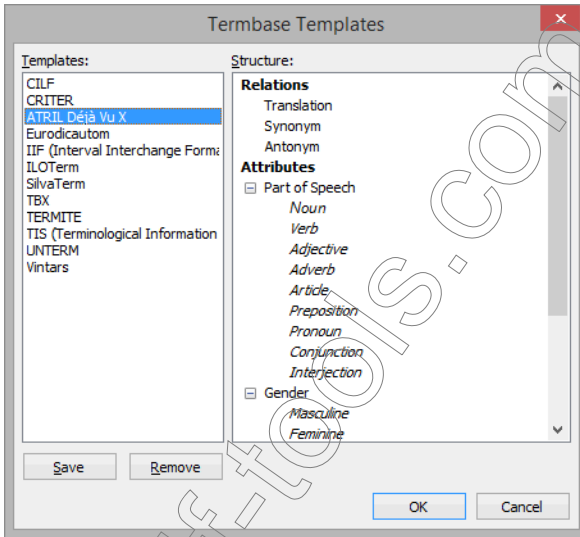 Termbase Templates
Templates:
CILF
CRITER
ATRIL Déjà Vu X
Eurodicautom
IIF (Interval Interchange Forma
ILOTerm
SilvaTerm
TBX
TERMITE
TIS (Terminological Information
UNTERM
Vintars
Save
Remove
Structure:
Relations
Translation
Synonym
Antonym
Attributes
Part of Speech
Noun
Verb
Adjective
Adverb
Article
Preposition
Pronoun
Conjunction
Interjection
Gender
Masculine
Feminine
OK
Cancel
f-tools.com